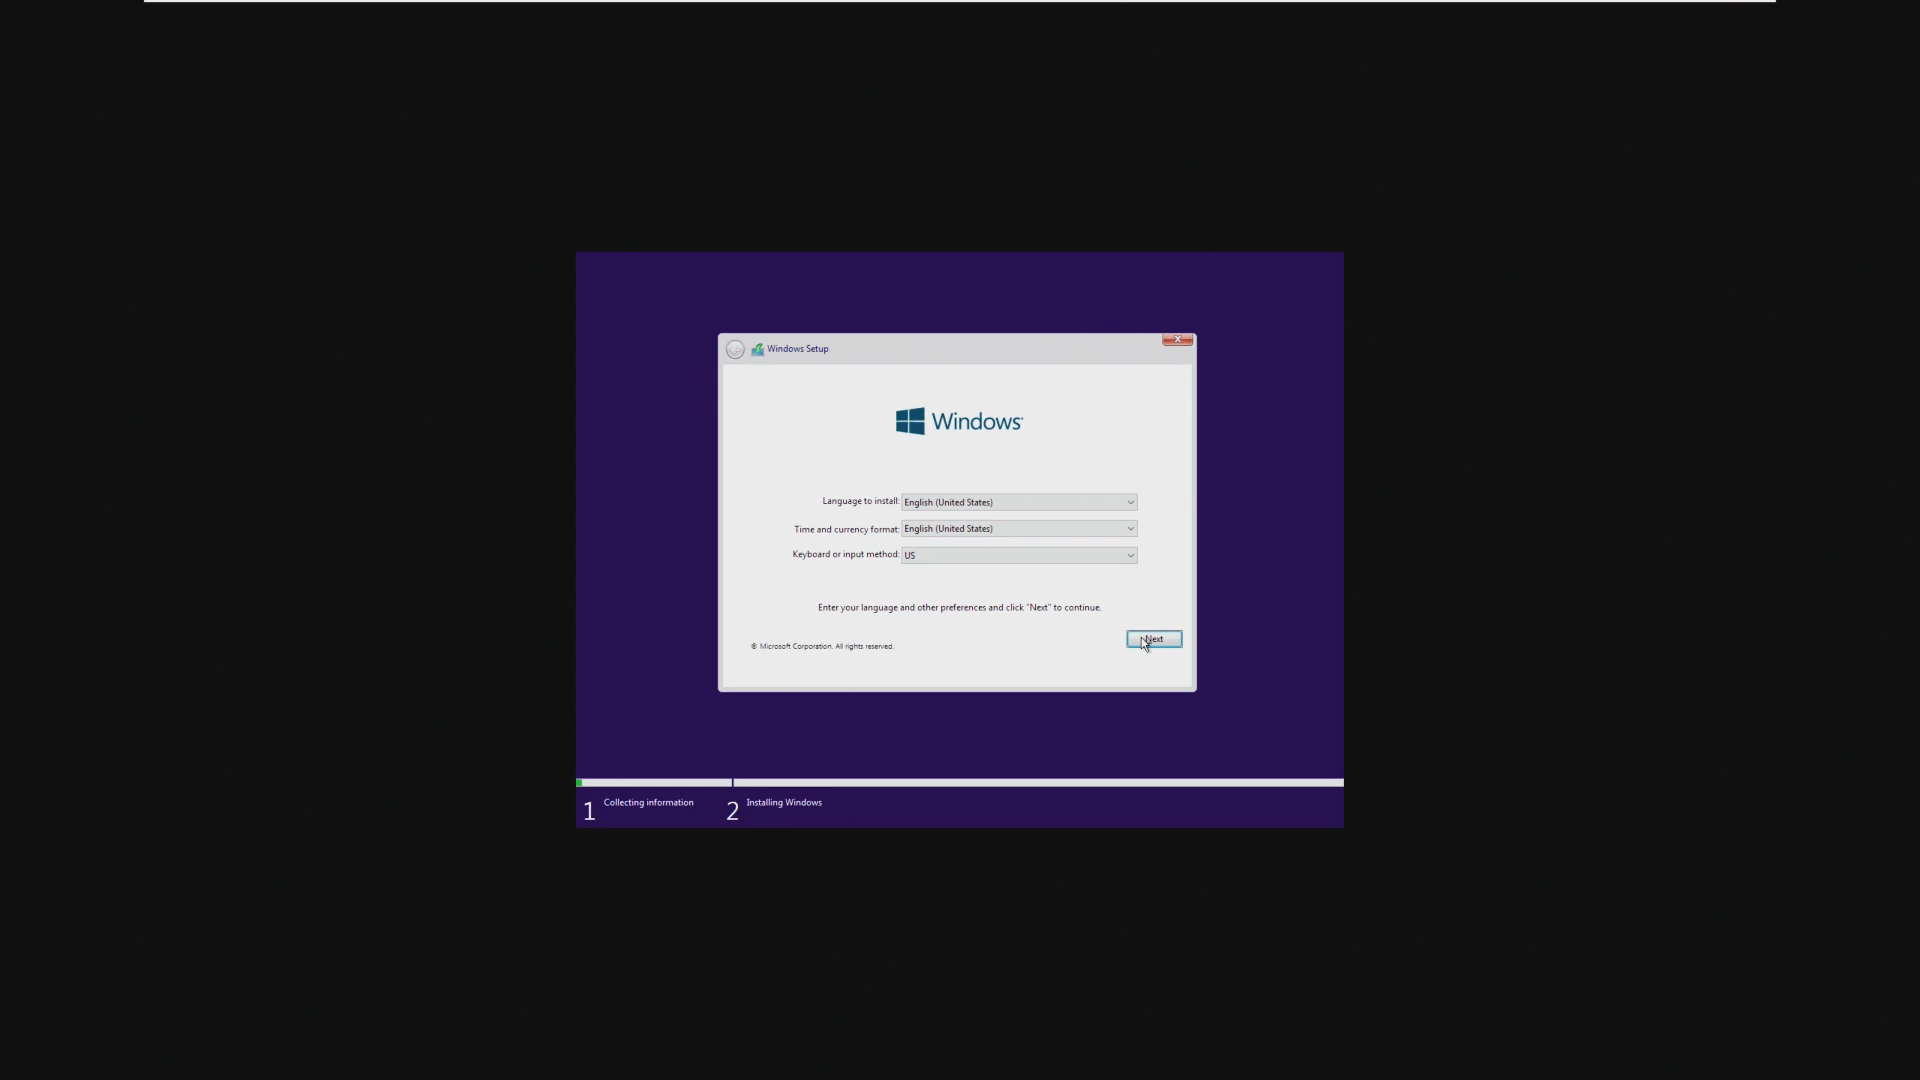 Windows Setup
Windows
Language to install: English (United States)
Time and currency format: English (United States)
Keyboard or input method: US
Enter your language and other preferences and click "Next" to continue.
Next
© Microsoft Corporation. All rights reserved.
1 Collecting information 2 Installing Windows